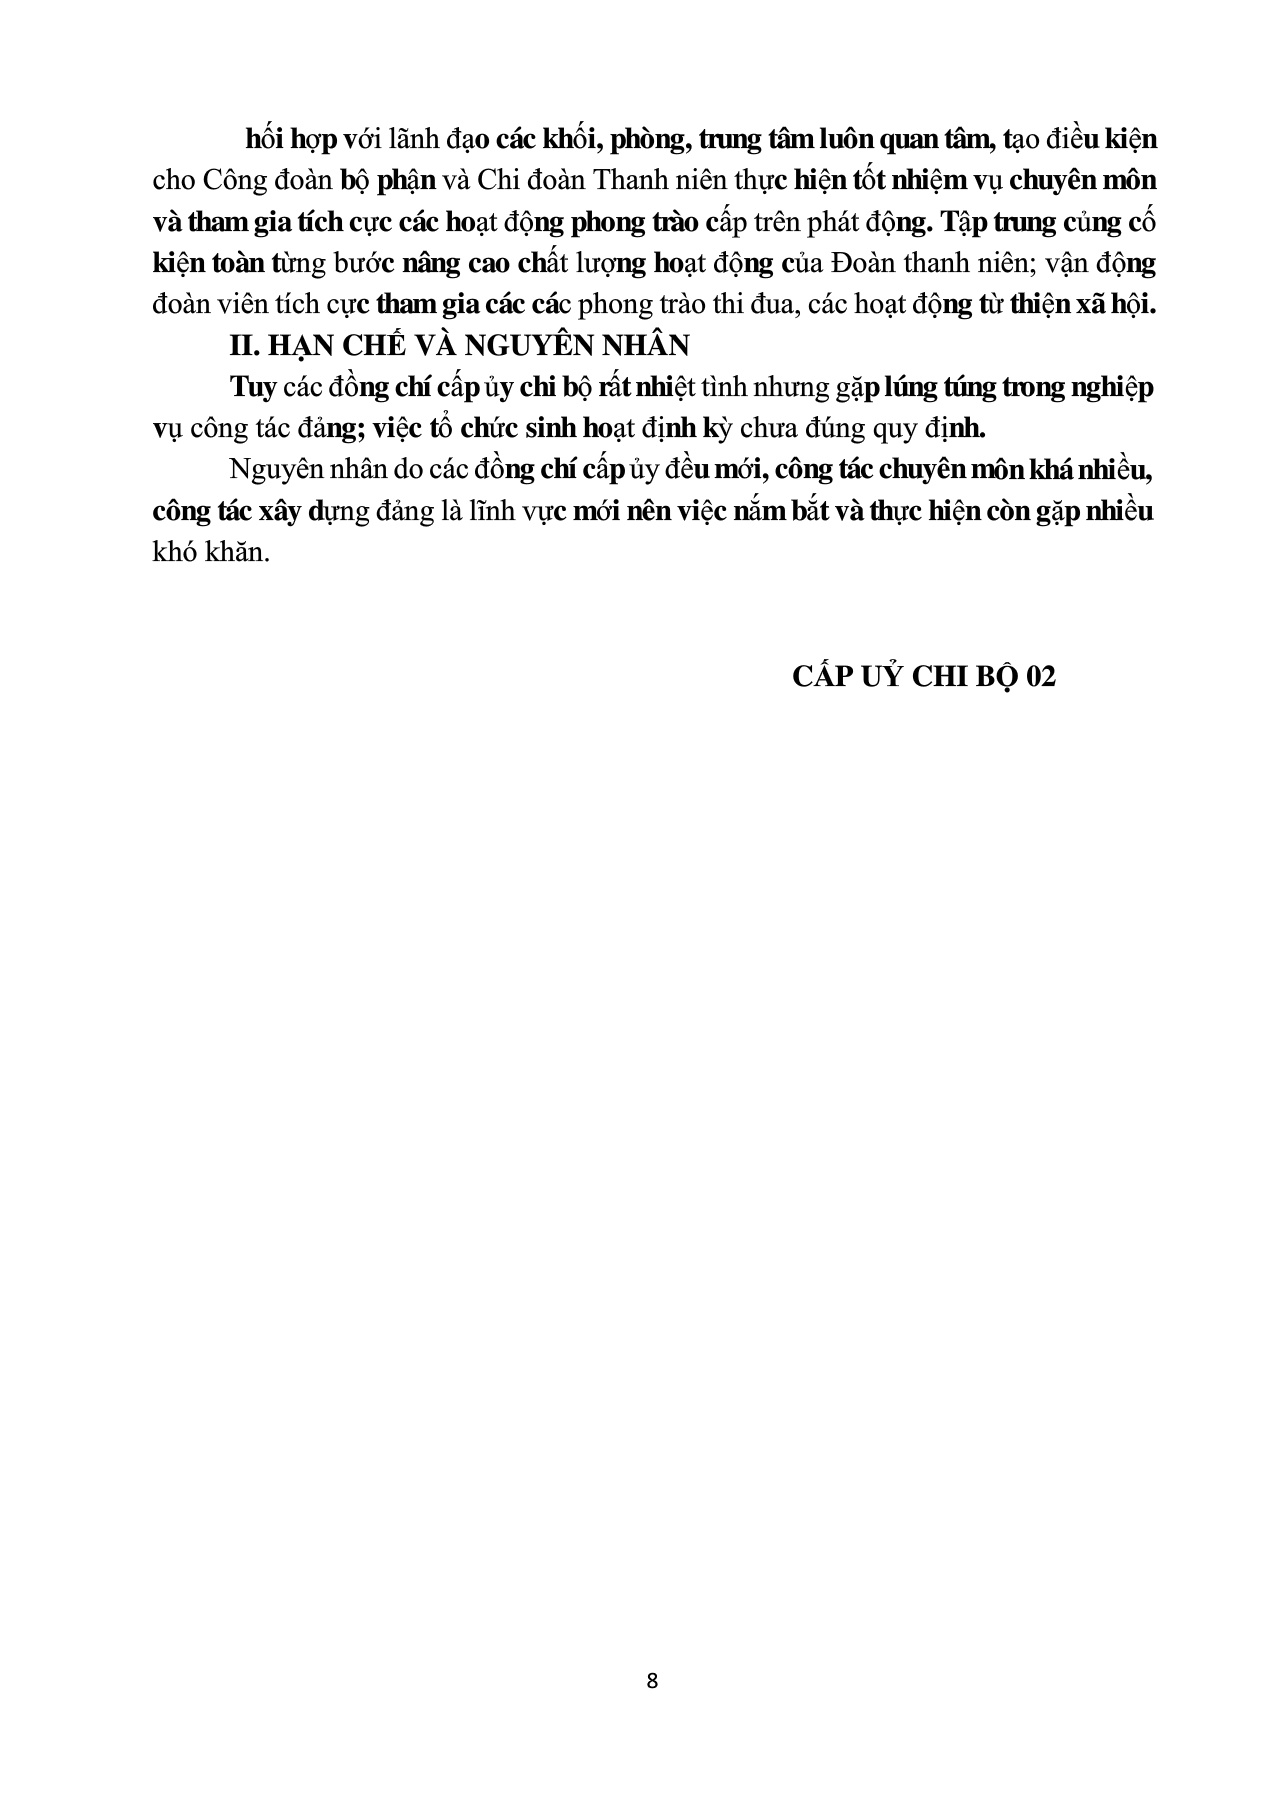 hối hợp với lãnh đạo các khối, phòng, trung tâm luôn quan tâm, tạo điều kiện
cho Công đoàn bộ phận và Chi đoàn Thanh niên thực hiện tốt nhiệm vụ chuyên môn
và tham gia tích cực các hoạt động phong trào cấp trên phát động. Tập trung củng cố
kiện toàn từng bước nâng cao chất lượng hoạt động của Đoàn thanh niên; vận động
đoàn viên tích cực tham gia các các phong trào thi đua, các hoạt động từ thiện xã hội.
II. HẠN CHẾ VÀ NGUYÊN NHÂN
Tuy các đồng chí cấp ủy chi bộ rất nhiệt tình nhưng gặp lúng túng trong nghiệp
vụ công tác đảng; việc tổ chức sinh hoạt định kỳ chưa đúng quy định.
Nguyên nhân do các đồng chí cấp ủy đều mới, công tác chuyên môn khá nhiều,
công tác xây dựng đảng là lĩnh vực mới nên việc nắm bắt và thực hiện còn gặp nhiều
khó khăn.
CẤP UỶ CHI BỘ 02
8